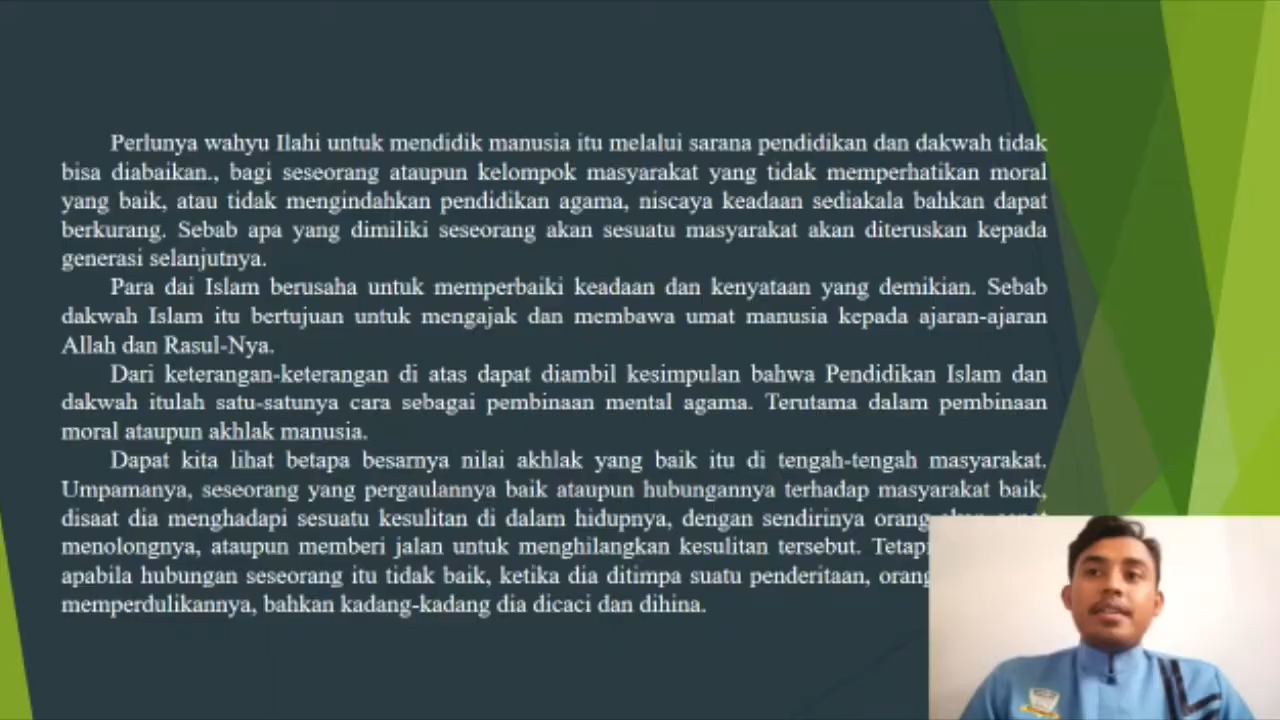 Perlunya wahyu Ilahi untuk mendidik manusia itu melalui sarana pendidikan dan dakwah tidak
bisa diabaikan., bagi seseorang ataupun kelompok masyarakat yang tidak memperhatikan moral
yang baik, atau tidak mengindahkan pendidikan agama, niscaya keadaan sediakala bahkan dapat
berkurang. Sebab apa yang dimiliki seseorang akan sesuatu masyarakat akan diteruskan kepada
generasi selanjutnya.
Para dai Islam berusaha untuk memperbaiki keadaan dan kenyataan yang demikian. Sebab
dakwah Islam itu bertujuan untuk mengajak dan membawa umat manusia kepada ajaran-ajaran
Allah dan Rasul-Nya.
Dari keterangan-keterangan di atas dapat diambil kesimpulan bahwa Pendidikan Islam dan
dakwah itulah satu-satunya cara sebagai pembinaan mental agama. Terutama dalam pembinaan
moral ataupun akhlak manusia.
Dapat kita lihat betapa besarnya nilai akhlak yang baik itu di tengah-tengah masyarakat.
Umpamanya, seseorang yang pergaulannya baik ataupun hubungannya terhadap masyarakat baik,
disaat dia menghadapi sesuatu kesulitan di dalam hidupnya, dengan sendirinya orang
menolongnya, ataupun memberi jalan untuk menghilangkan kesulitan tersebut. Tetapi
apabila hubungan seseorang itu tidak baik, ketika dia ditimpa suatu penderitaan, orang
memperdulikannya, bahkan kadang-kadang dia dicaci dan dihina.